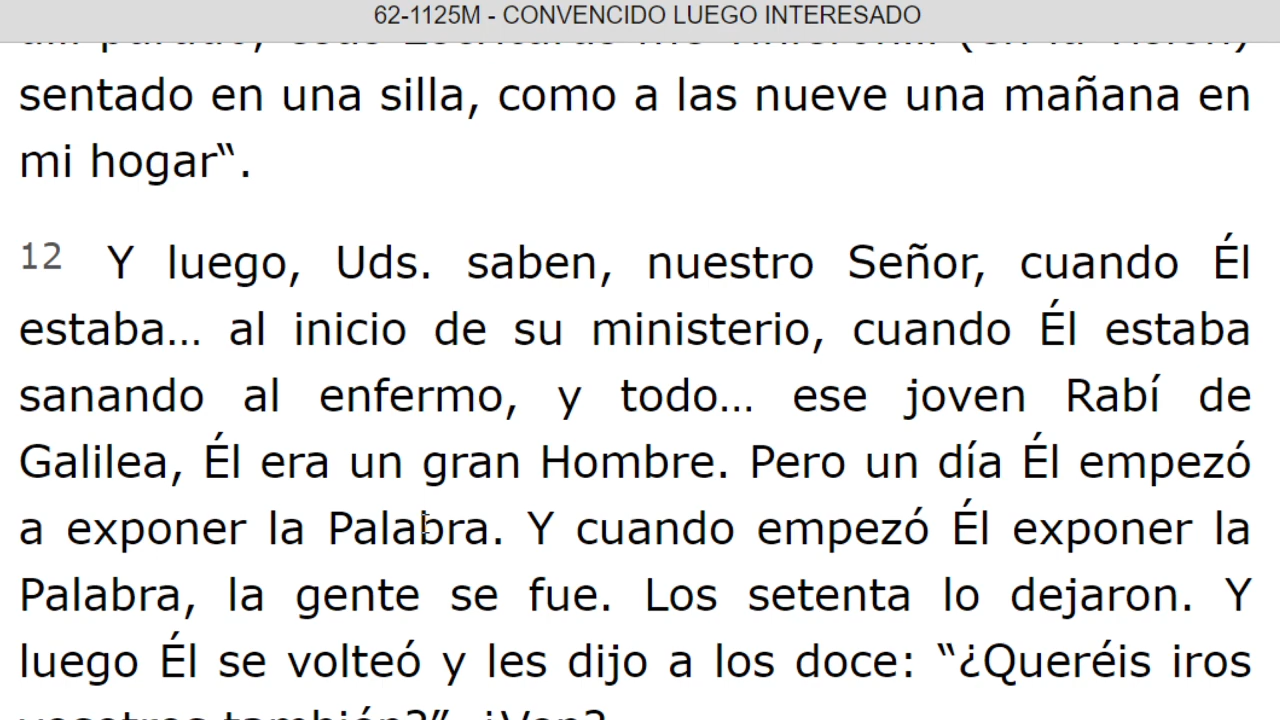 62-1125M - CONVENCIDO LUEGO INTERESADO
sentado en una silla, como a las nueve una mañana en
mi hogar“.
12 Y luego, Uds. saben, nuestro Señor, cuando Él
estaba... al inicio de su ministerio, cuando Él estaba
sanando al enfermo, y todo... ese joven Rabí de
Galilea, Él era un gran Hombre. Pero un día Él empezó
a exponer la Palabra. Y cuando empezó Él exponer la
Palabra, la gente se fue. Los setenta lo dejaron. Y
luego Él se volteó y les dijo a los doce: “¿Queréis iros
vosotros también?” ¿Ven?